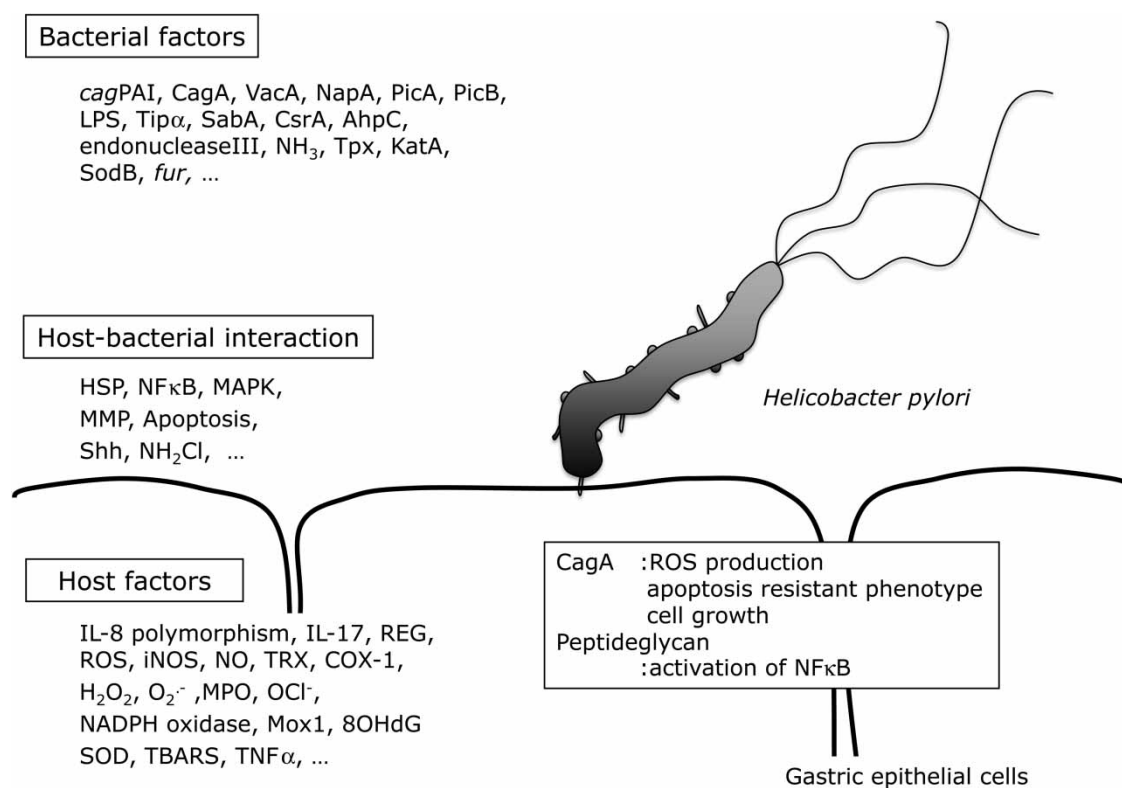 Bacterial factors
cagPAI, CagA, VacA, NapA, PicA, PicB,
LPS, Tipα, SabA, CsrA, AhpC,
endonucleaseIII, NH₃, Tpx, KatA,
SodB, fur, ...
Host-bacterial interaction
HSP, NFκB, MAPK,
MMP, Apoptosis,
Shh, NH₂Cl, ...
Helicobacter pylori
Host factors
IL-8 polymorphism, IL-17, REG,
ROS, iNOS, NO, TRX, COX-1,
H₂O₂, O₂·⁻ ,MPO, OCl⁻,
NADPH oxidase, Mox1, 8OHdG
SOD, TBARS, TNFα, ...
CagA :ROS production
apoptosis resistant phenotype
cell growth
Peptideglycan
:activation of NFκB
Gastric epithelial cells